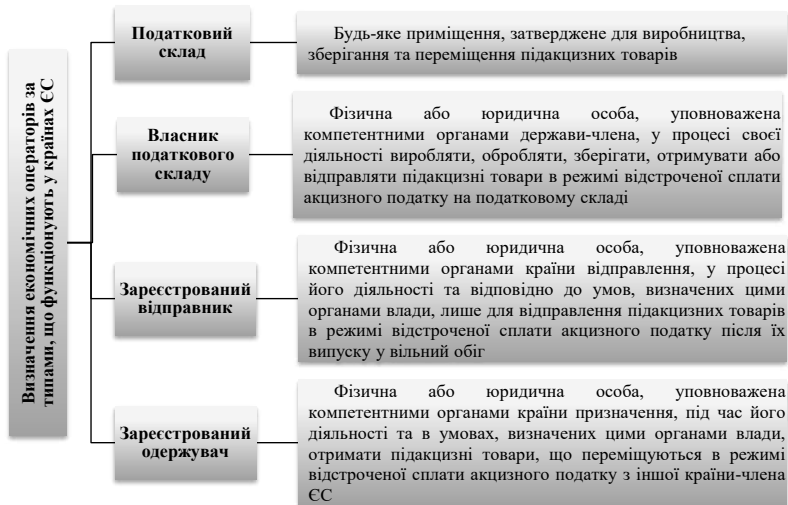 Визначення економічних операторів за
типами, що функціонують у країнах ЄС
Податковий
склад
Будь-яке приміщення, затверджене для виробництва,
зберігання та переміщення підакцизних товарів
Власник
податкового
складу
Фізична або юридична особа, уповноважена
компетентними органами держави-члена, у процесі своєї
діяльності виробляти, обробляти, зберігати, отримувати або
відправляти підакцизні товари в режимі відстроченої сплати
акцизного податку на податковому складі
Зареєстрований
відправник
Фізична або юридична особа, уповноважена
компетентними органами країни відправлення, у процесі
його діяльності та відповідно до умов, визначених цими
органами влади, лише для відправлення підакцизних товарів
в режимі відстроченої сплати акцизного податку після їх
випуску у вільний обіг
Зареєстрований
одержувач
Фізична або юридична особа, уповноважена
компетентними органами країни призначення, під час його
діяльності та в умовах, визначених цими органами влади,
отримати підакцизні товари, що переміщуються в режимі
відстроченої сплати акцизного податку з іншої країни-члена
ЄС